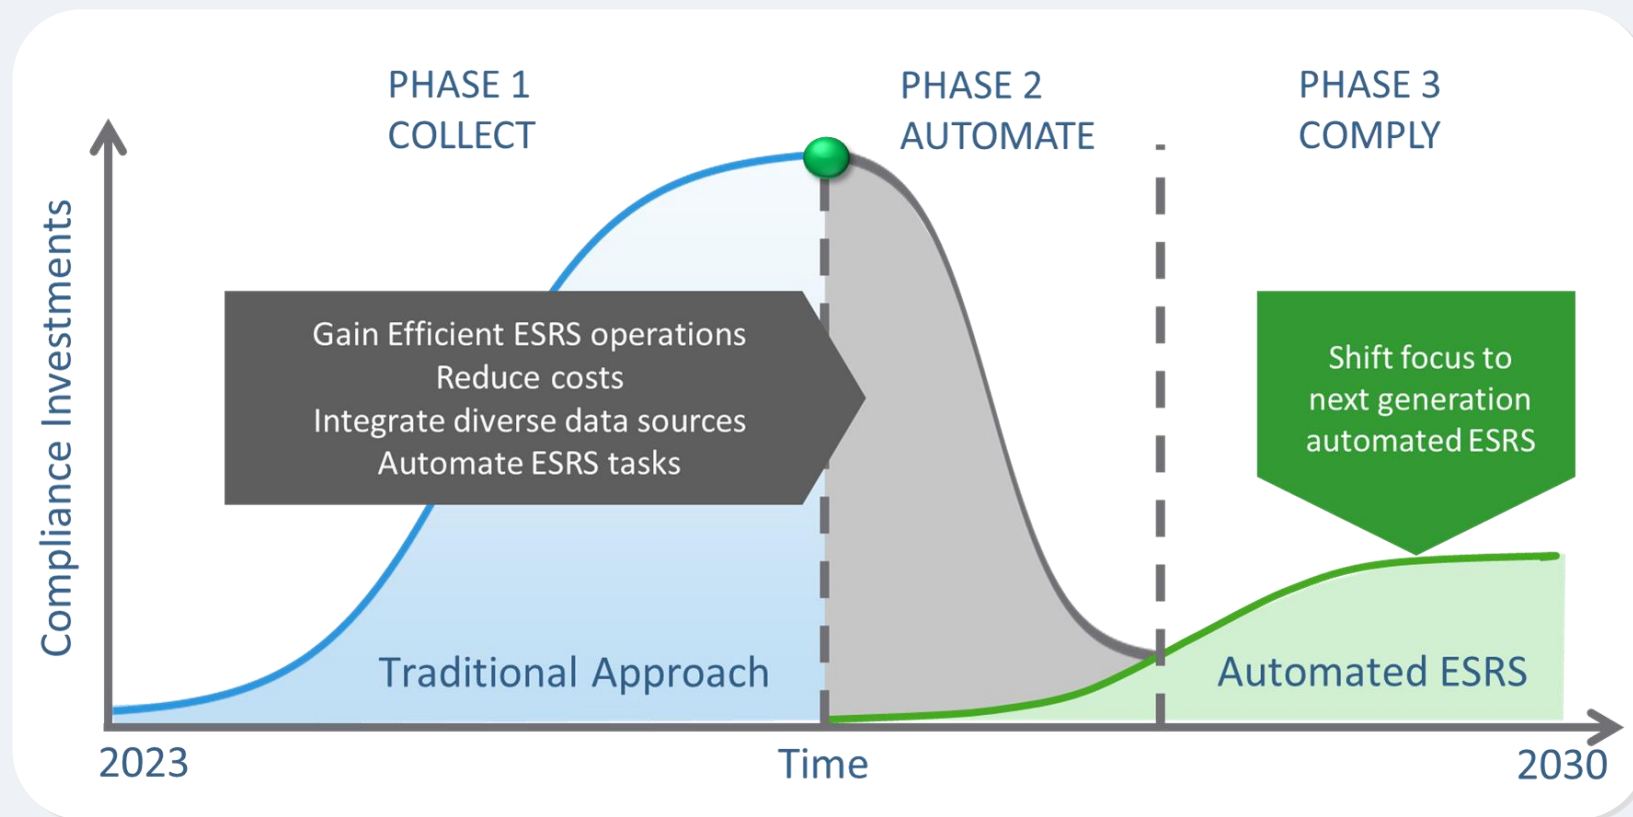 PHASE 1
COLLECT
PHASE 2
AUTOMATE
PHASE 3
COMPLY
Compliance Investments
Gain Efficient ESRS operations
Reduce costs
Integrate diverse data sources
Automate ESRS tasks
Shift focus to
next generation
automated ESRS
Traditional Approach
Automated ESRS
2023
Time
2030